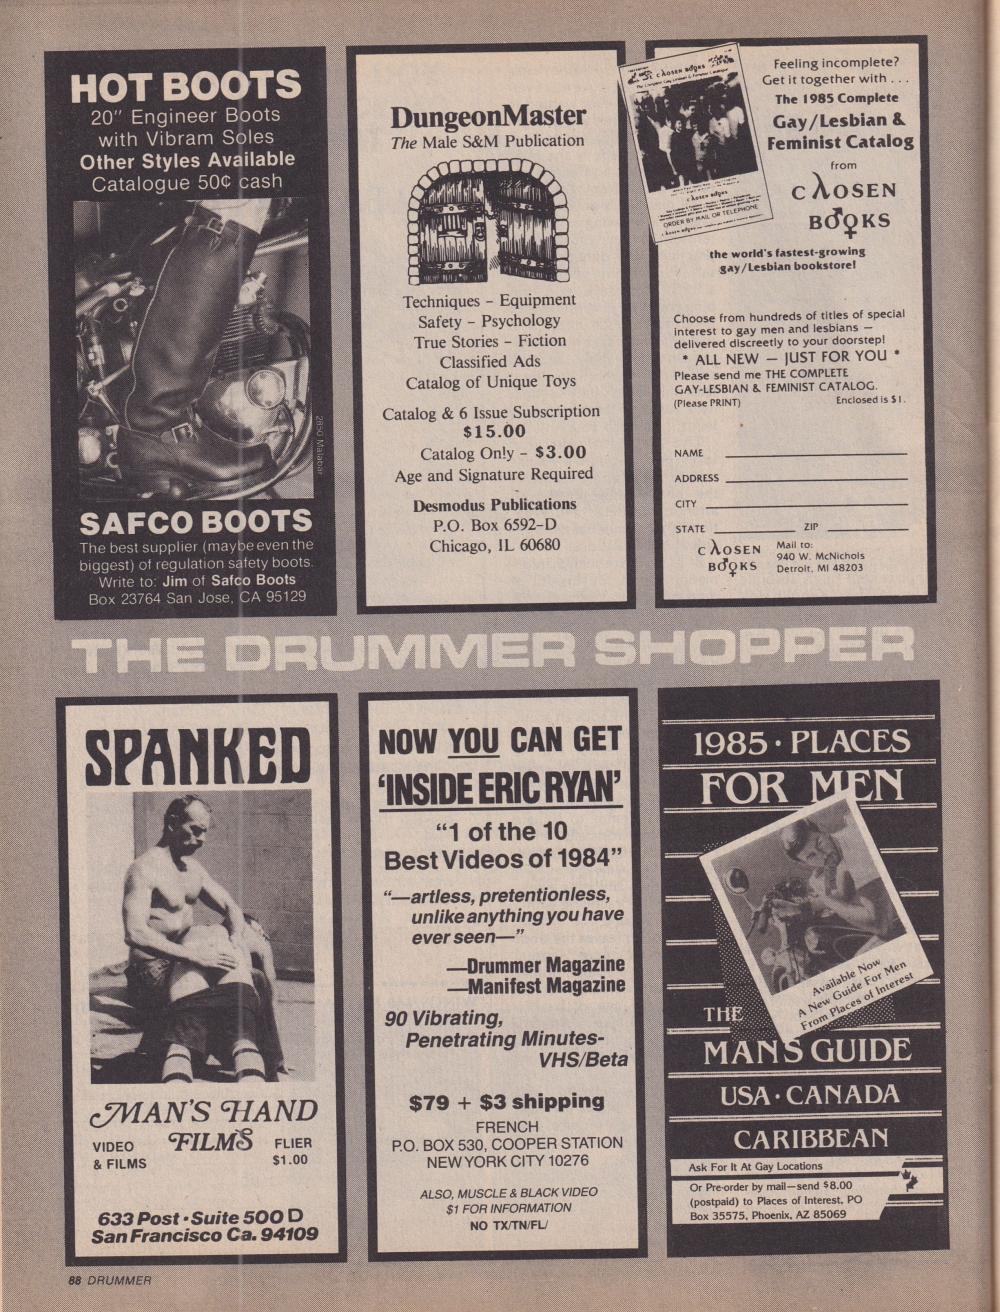 HOT BOOTS
20" Engineer Boots
with Vibram Soles
Other Styles Available
Catalogue 50¢ cash
2850 Malabar
SAFCO BOOTS
The best supplier (maybe even the
biggest) of regulation safety boots.
Write to: Jim of Safco Boots
Box 23764 San Jose, CA 95129
DungeonMaster
The Male S&M Publication
Techniques – Equipment
Safety – Psychology
True Stories – Fiction
Classified Ads
Catalog of Unique Toys
Catalog & 6 Issue Subscription
$15.00
Catalog Only – $3.00
Age and Signature Required
Desmodus Publications
P.O. Box 6592-D
Chicago, IL 60680
CHOSEN BOOKS
ORDER BY MAIL OR TELEPHONE
Feeling incomplete?
Get it together with . . .
The 1985 Complete
Gay/Lesbian &
Feminist Catalog
from
CλOSEN
BOOKS
the world's fastest-growing
gay/Lesbian bookstore!
Choose from hundreds of titles of special
interest to gay men and lesbians —
delivered discreetly to your doorstep!
* ALL NEW — JUST FOR YOU *
Please send me THE COMPLETE
GAY-LESBIAN & FEMINIST CATALOG.
(Please PRINT) Enclosed is $1.
NAME
ADDRESS
CITY
STATE ZIP
CλOSEN
BOOKS
Mail to:
940 W. McNichols
Detroit, MI 48203
THE DRUMMER SHOPPER
SPANKED
MAN'S HAND
FILMS
VIDEO
& FILMS
FLIER
$1.00
633 Post • Suite 500 D
San Francisco Ca. 94109
NOW YOU CAN GET
'INSIDE ERIC RYAN'
"1 of the 10
Best Videos of 1984"
"—artless, pretentionless,
unlike anything you have
ever seen—"
—Drummer Magazine
—Manifest Magazine
90 Vibrating,
Penetrating Minutes-
VHS/Beta
$79 + $3 shipping
FRENCH
P.O. BOX 530, COOPER STATION
NEW YORK CITY 10276
ALSO, MUSCLE & BLACK VIDEO
$1 FOR INFORMATION
NO TX/TN/FL/
1985 • PLACES
FOR MEN
Available Now
A New Guide For Men
From Places of Interest
THE
MAN'S GUIDE
USA • CANADA
CARIBBEAN
Ask For It At Gay Locations
Or Pre-order by mail—send $8.00
(postpaid) to Places of Interest, PO
Box 35575, Phoenix, AZ 85069
88 DRUMMER